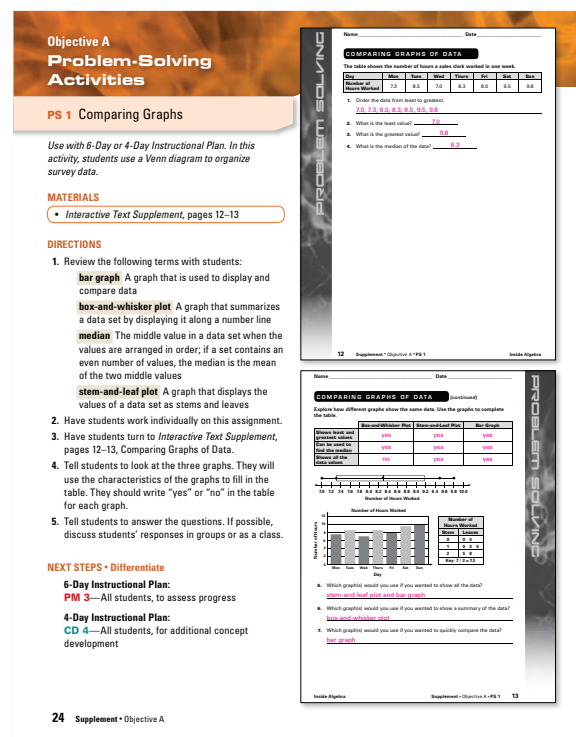 Objective A
Problem-Solving
Activities
PS 1 Comparing Graphs
Use with 6-Day or 4-Day Instructional Plan. In this
activity, students use a Venn diagram to organize
survey data.
MATERIALS
• Interactive Text Supplement, pages 12–13
DIRECTIONS
1. Review the following terms with students:
bar graph A graph that is used to display and
compare data
box-and-whisker plot A graph that summarizes
a data set by displaying it along a number line
median The middle value in a data set when the
values are arranged in order; if a set contains an
even number of values, the median is the mean
of the two middle values
stem-and-leaf plot A graph that displays the
values of a data set as stems and leaves
2. Have students work individually on this assignment.
3. Have students turn to Interactive Text Supplement,
pages 12–13, Comparing Graphs of Data.
4. Tell students to look at the three graphs. They will
use the characteristics of the graphs to fill in the
table. They should write “yes” or “no” in the table
for each graph.
5. Tell students to answer the questions. If possible,
discuss students’ responses in groups or as a class.
NEXT STEPS • Differentiate
6-Day Instructional Plan:
PM 3—All students, to assess progress
4-Day Instructional Plan:
CD 4—All students, for additional concept
development
24 Supplement • Objective A
PROBLEM SOLVING
Name Date
COMPARING GRAPHS OF DATA
The table shows the number of hours a sales clerk worked in one week.
Day Mon Tues Wed Thurs Fri Sat Sun
Number of
Hours Worked 7.3 8.5 7.0 8.3 8.0 9.5 9.8
1. Order the data from least to greatest.
7.0, 7.3, 8.0, 8.3, 8.5, 9.5, 9.8
2. What is the least value? 7.0
3. What is the greatest value? 9.8
4. What is the median of the data? 8.3
12 Supplement • Objective A • PS 1 Inside Algebra
Name Date
COMPARING GRAPHS OF DATA (continued)
PROBLEM SOLVING
Explore how different graphs show the same data. Use the graphs to complete
the table.
Box-and-Whisker Plot Stem-and-Leaf Plot Bar Graph
Shows least and
greatest values yes yes yes
Can be used to
find the median yes yes yes
Shows all the
data values no yes yes
7.0 7.2 7.4 7.6 7.8 8.0 8.2 8.4 8.6 8.8 9.0 9.2 9.4 9.6 9.8 10.0
Number of Hours Worked
Number of Hours Worked
Number of Hours
12
10
8
6
4
2
0
Mon Tues Wed Thurs Fri Sat Sun
Day
Number of
Hours Worked
Stem Leaves
Key: 7 | 3 = 7.3
5. Which graph(s) would you use if you wanted to show all the data?
stem-and-leaf plot and bar graph
6. Which graph(s) would you use if you wanted to show a summary of the data?
box-and-whisker plot
7. Which graph(s) would you use if you wanted to quickly compare the data?
bar graph
Inside Algebra Supplement • Objective A • PS 1 13